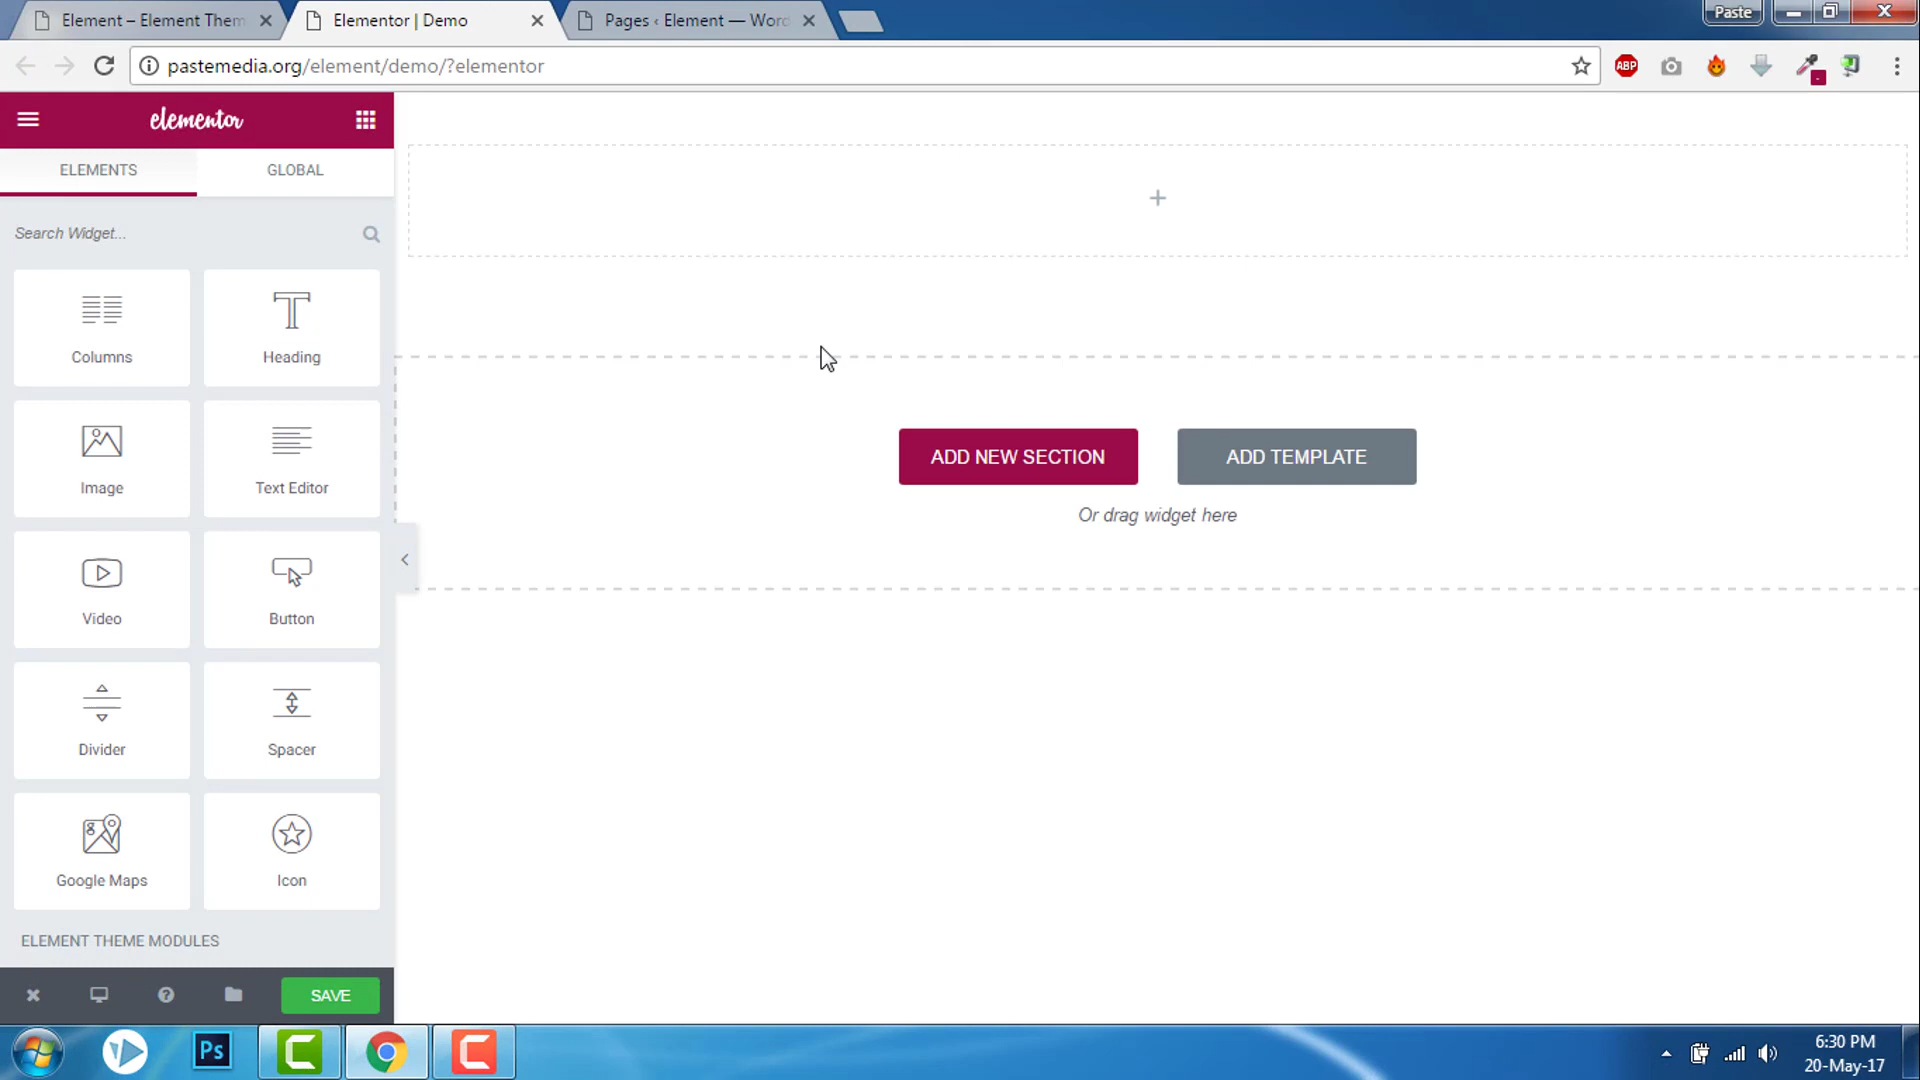 Element – Element Them
Elementor | Demo
Pages ‹ Element — Word
Paste
pastemedia.org/element/demo/?elementor
ABP
elementor
ELEMENTS
GLOBAL
Search Widget...
Columns
Heading
Image
Text Editor
Video
Button
Divider
Spacer
Google Maps
Icon
ELEMENT THEME MODULES
SAVE
ADD NEW SECTION
ADD TEMPLATE
Or drag widget here
Ps
6:30 PM
20-May-17